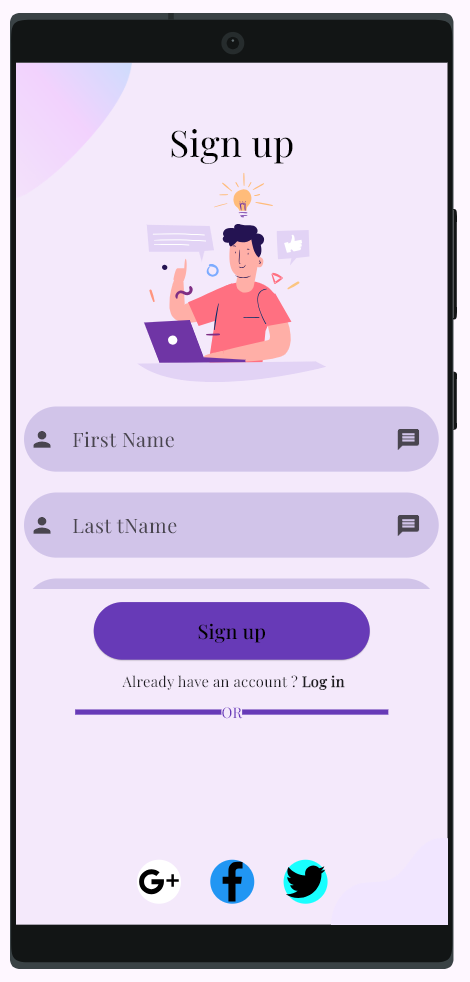 Sign up
First Name
Last tName
Sign up
Already have an account ? Log in
OR
G+